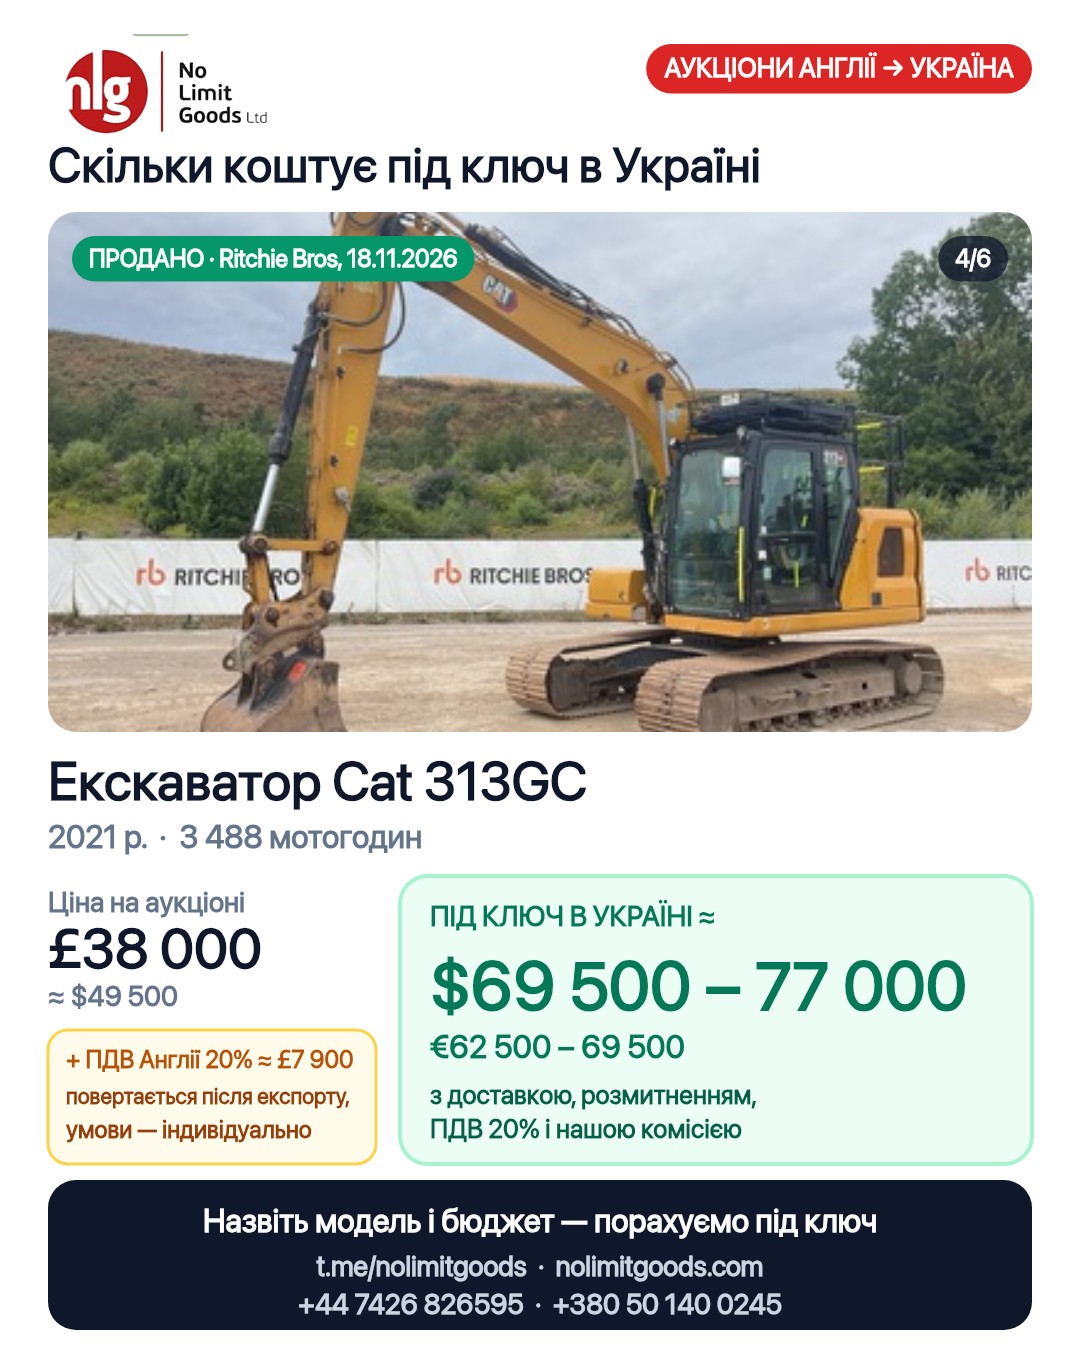 nlg
No
Limit
Goods Ltd
АУКЦІОНИ АНГЛІЇ → УКРАЇНА
Скільки коштує під ключ в Україні
ПРОДАНО · Ritchie Bros, 18.11.2026
4/6
CAT
rb RITCHIE BRO
rb RITCHIE BROS
rb RITC
Екскаватор Cat 313GC
2021 р. · 3 488 мотогодин
Ціна на аукціоні
£38 000
≈ $49 500
+ ПДВ Англії 20% ≈ £7 900
повертається після експорту,
умови — індивідуально
ПІД КЛЮЧ В УКРАЇНІ ≈
$69 500 – 77 000
€62 500 – 69 500
з доставкою, розмитненням,
ПДВ 20% і нашою комісією
Назвіть модель і бюджет — порахуємо під ключ
t.me/nolimitgoods · nolimitgoods.com
+44 7426 826595 · +380 50 140 0245